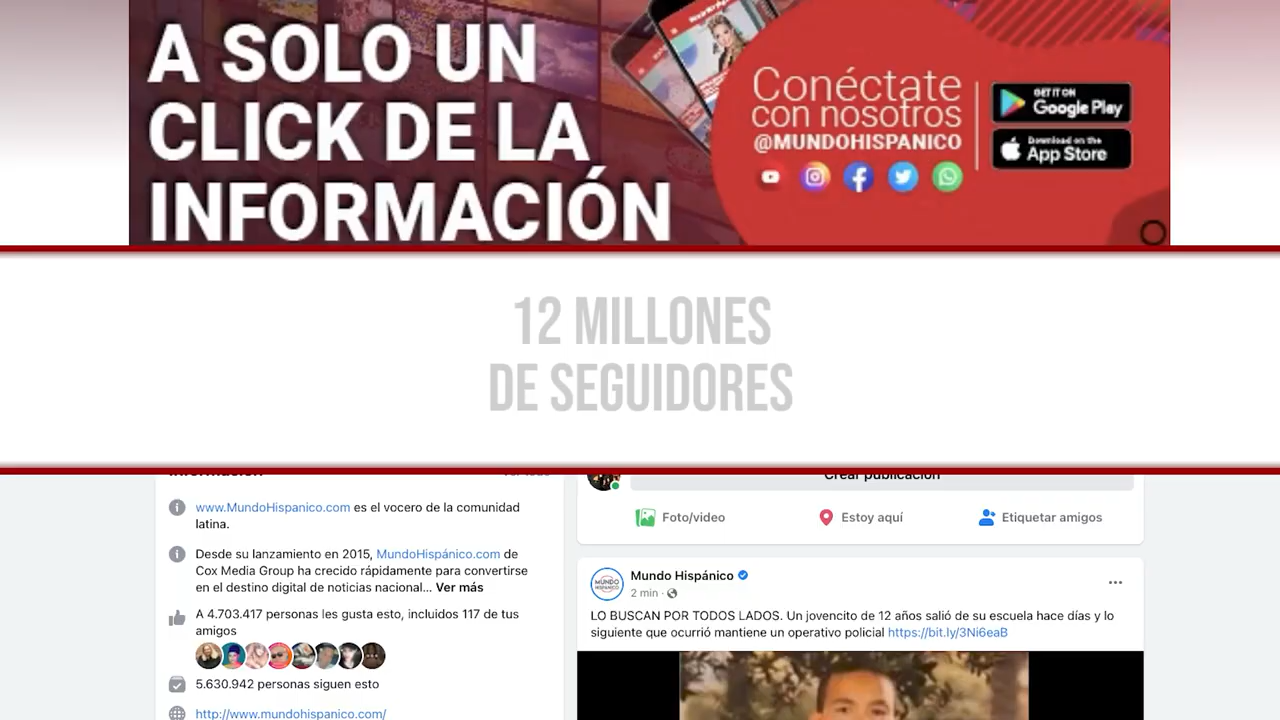 A SOLO UN
CLICK DE LA
INFORMACIÓN
Conéctate
con nosotros
@MUNDOHISPANICO
GET IT ON
Google Play
Download on the
App Store
12 MILLONES
DE SEGUIDORES
Información
www.MundoHispanico.com es el vocero de la comunidad
latina.
Desde su lanzamiento en 2015, MundoHispánico.com de
Cox Media Group ha crecido rápidamente para convertirse
en el destino digital de noticias nacional... Ver más
A 4.703.417 personas les gusta esto, incluidos 117 de tus
amigos
5.630.942 personas siguen esto
http://www.mundohispanico.com/
Crear publicación
Foto/video
Estoy aquí
Etiquetar amigos
MUNDO
HISPÁNICO
Mundo Hispánico
2 min ·
LO BUSCAN POR TODOS LADOS. Un jovencito de 12 años salió de su escuela hace días y lo
siguiente que ocurrió mantiene un operativo policial https://bit.ly/3Ni6eaB